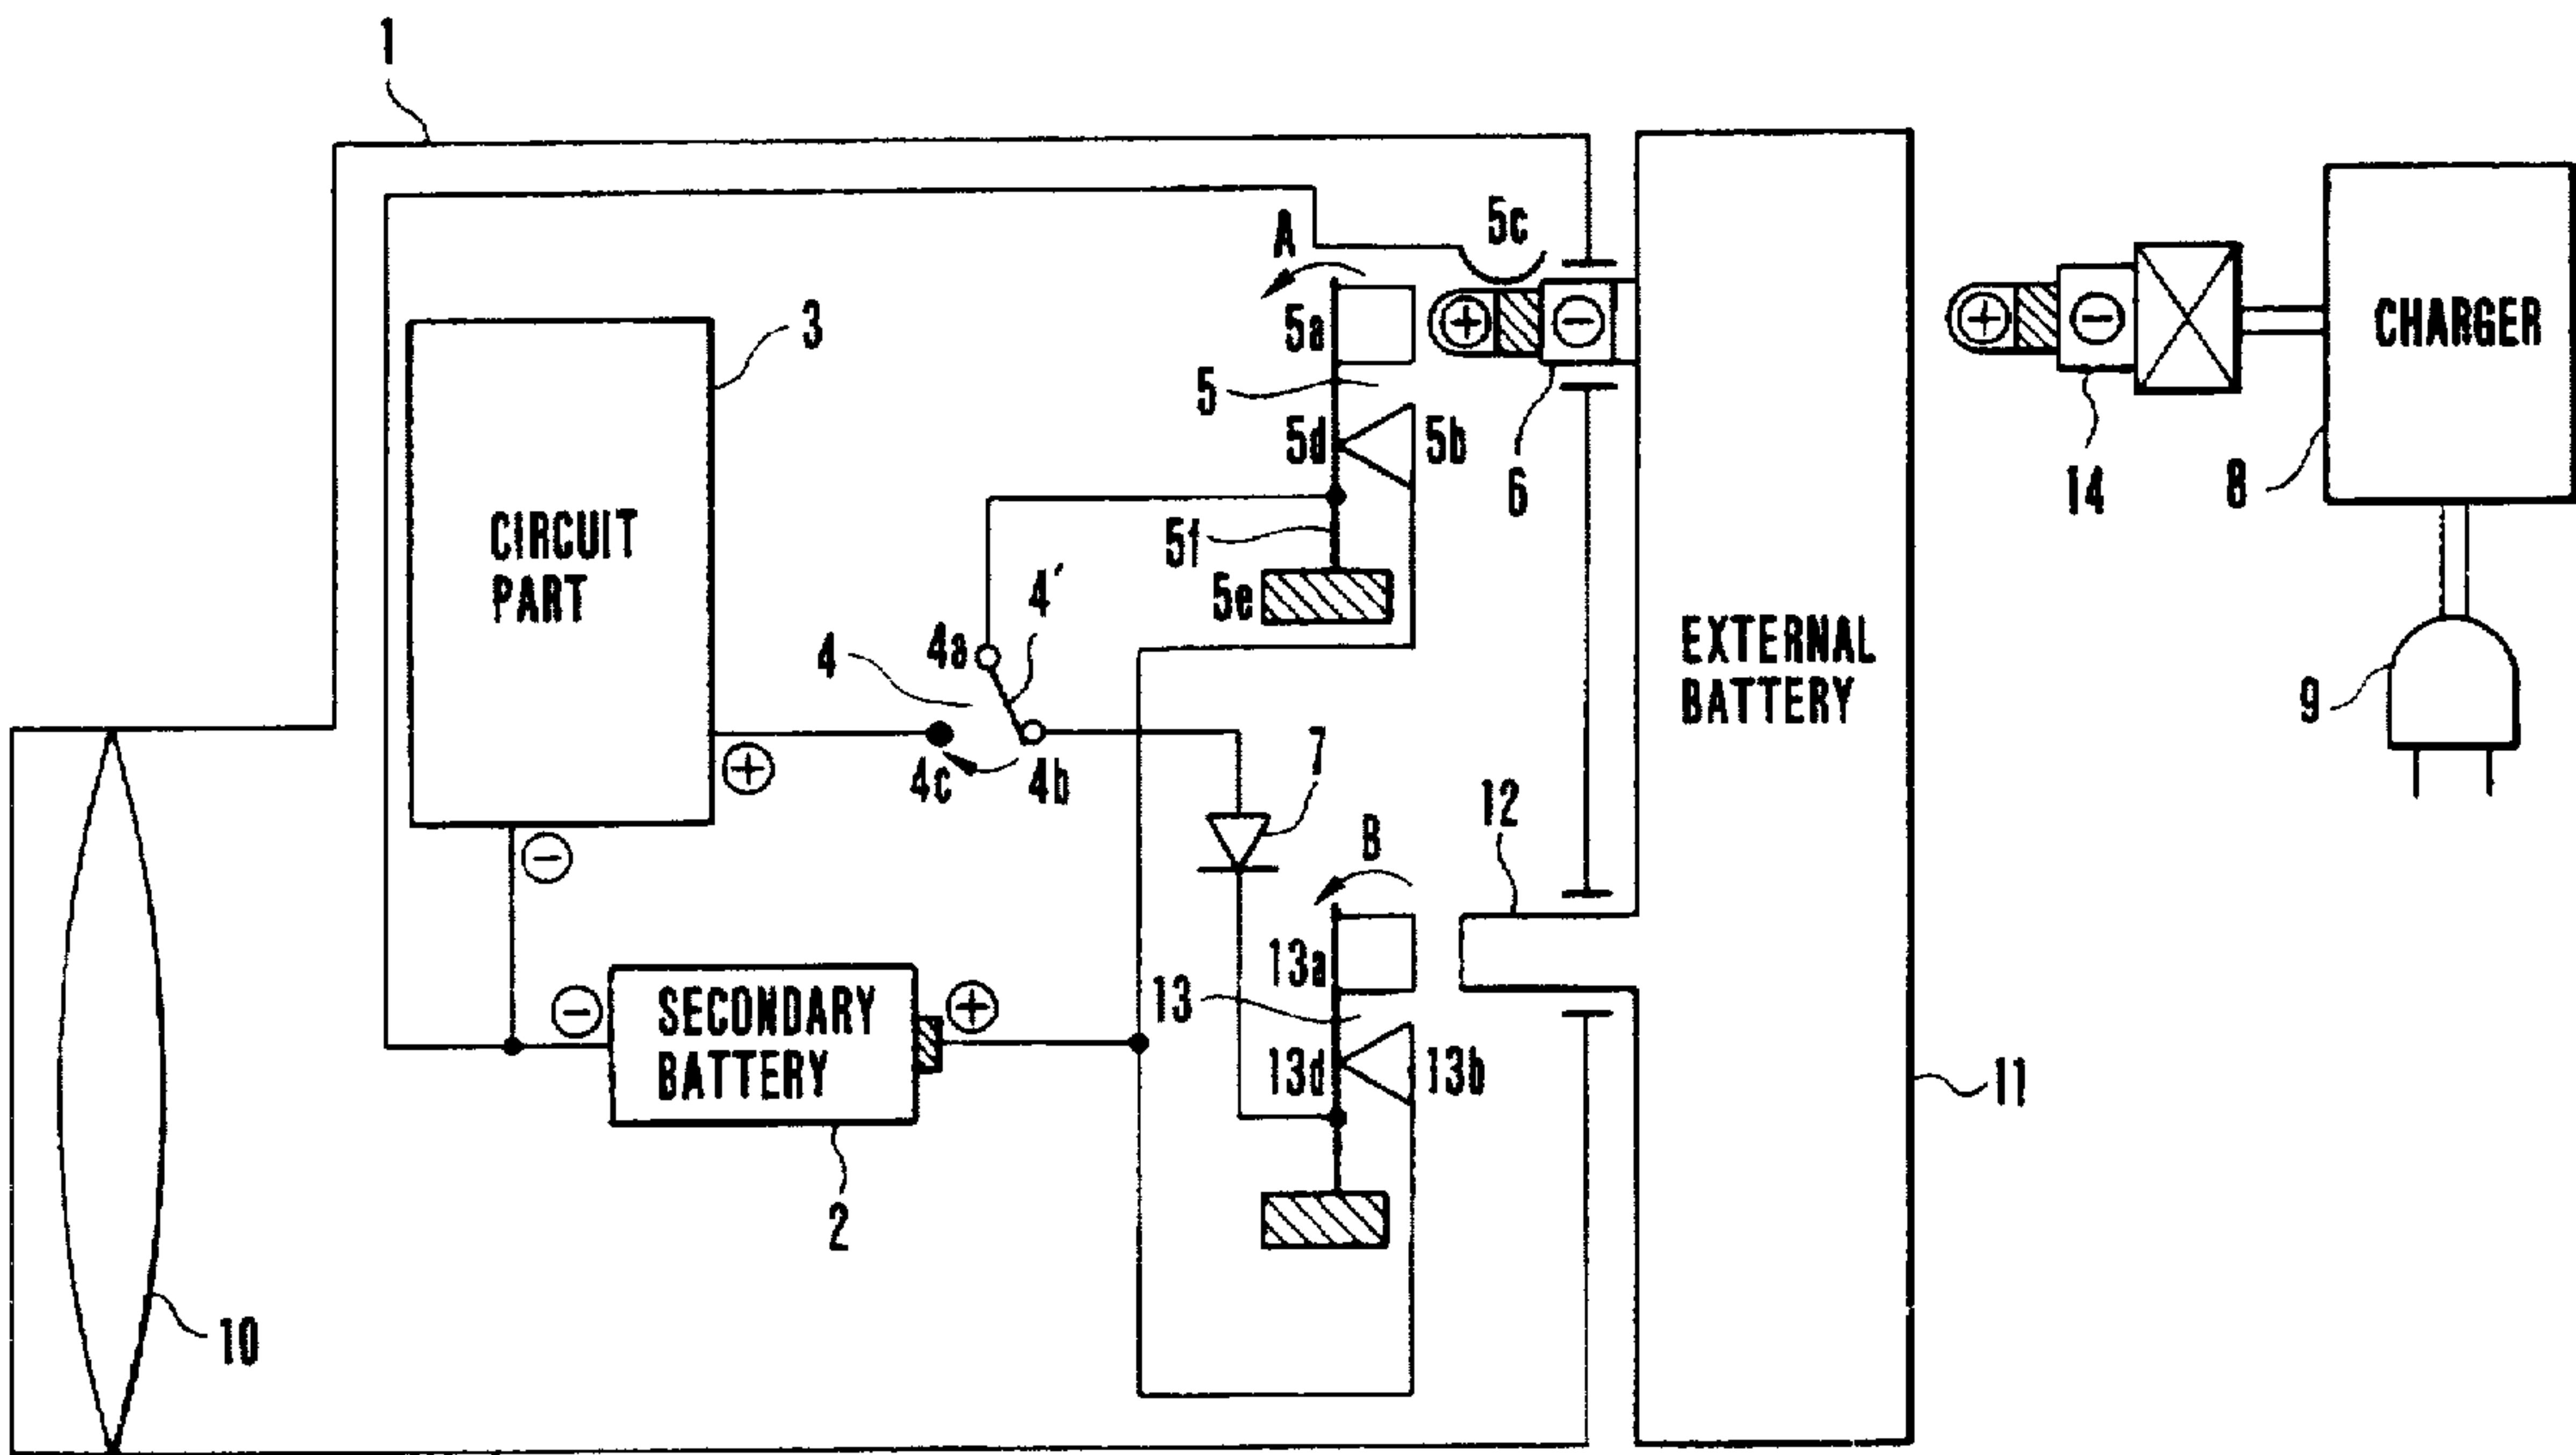 1
A
5c
5a
3
5
5d
5b
6
14
8
CHARGER
CIRCUIT
PART
5f
5e
4'
4a
4
EXTERNAL
BATTERY
9
4c
4b
7
12
B
+
−
13a
13
SECONDARY
BATTERY
13d
13b
11
2
10